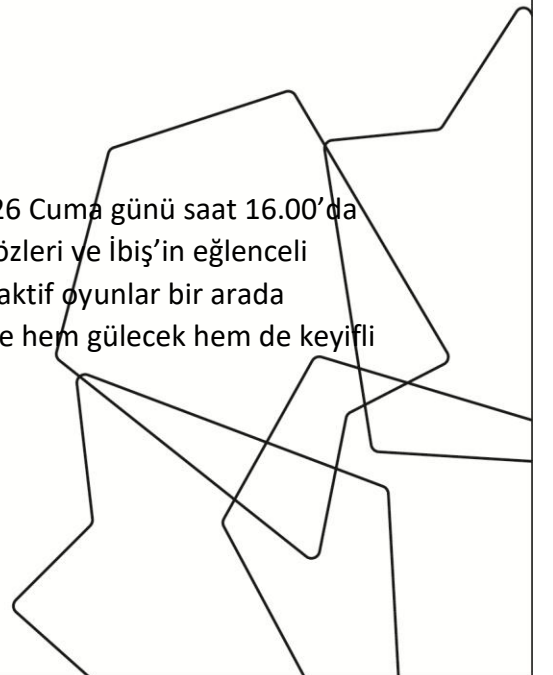 26 Cuma günü saat 16.00’da
özleri ve İbiş’in eğlenceli
aktif oyunlar bir arada
e hem gülecek hem de keyifli